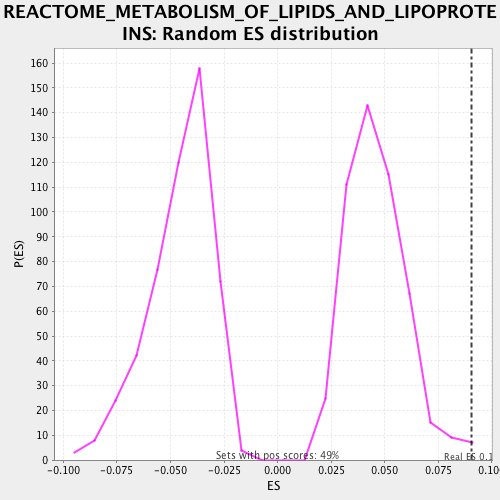 REACTOME_METABOLISM_OF_LIPIDS_AND_LIPOPROTE
INS: Random ES distribution
160
150
140
130
120
110
100
90
80
70
60
50
40
30
20
10
0
P(ES)
Sets with pos scores: 49%
Real ES 0.1
-0.100 -0.075 -0.050 -0.025 0.000 0.025 0.050 0.075 0.10
ES